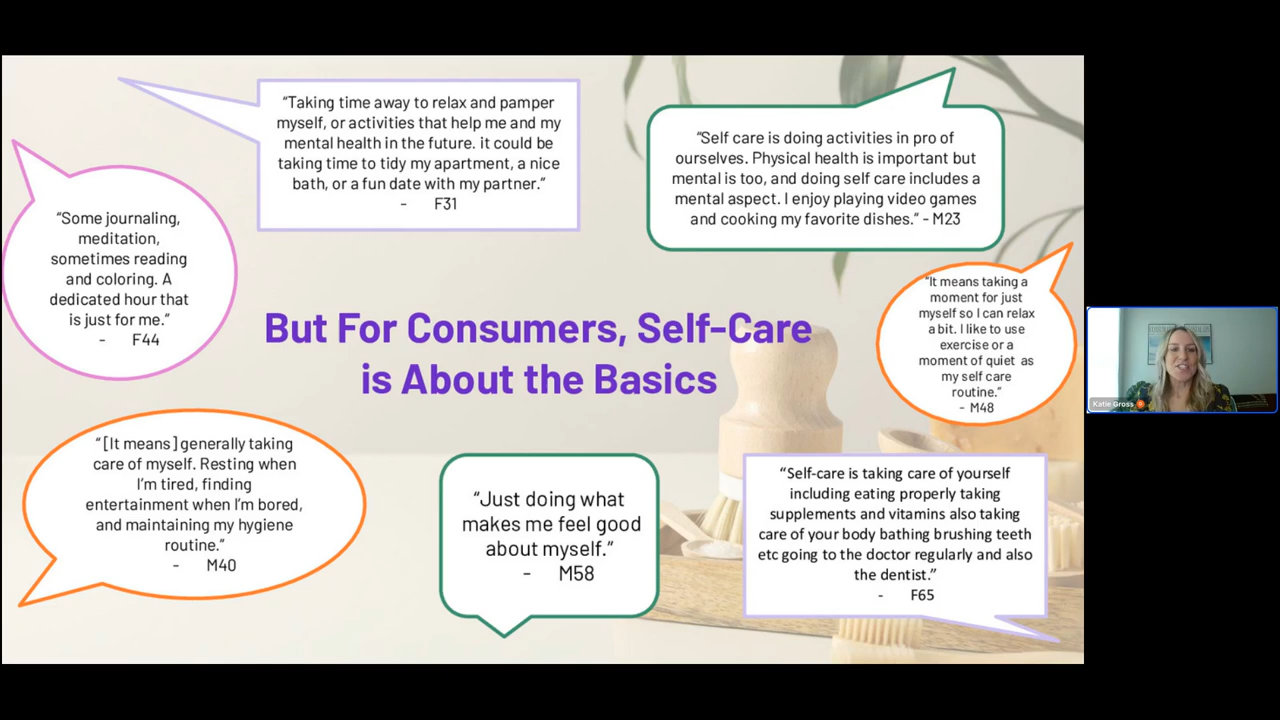 “Taking time away to relax and pamper
myself, or activities that help me and my
mental health in the future. it could be
taking time to tidy my apartment, a nice
bath, or a fun date with my partner.”
- F31
“Self care is doing activities in pro of
ourselves. Physical health is important but
mental is too, and doing self care includes a
mental aspect. I enjoy playing video games
and cooking my favorite dishes.” - M23
“Some journaling,
meditation,
sometimes reading
and coloring. A
dedicated hour that
is just for me.”
- F44
But For Consumers, Self-Care
is About the Basics
“It means taking a
moment for just
myself so I can relax
a bit. I like to use
exercise or a
moment of quiet as
my self care
routine.”
- M48
“[It means] generally taking
care of myself. Resting when
I’m tired, finding
entertainment when I’m bored,
and maintaining my hygiene
routine.”
- M40
“Just doing what
makes me feel good
about myself.”
- M58
“Self-care is taking care of yourself
including eating properly taking
supplements and vitamins also taking
care of your body bathing brushing teeth
etc going to the doctor regularly and also
the dentist.”
- F65
Katie Gross